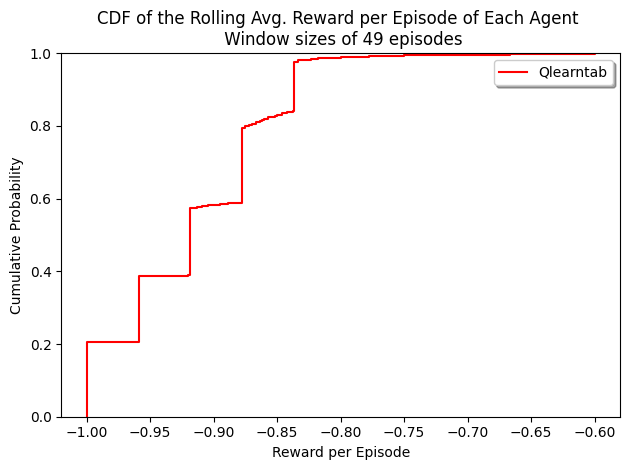 CDF of the Rolling Avg. Reward per Episode of Each Agent
Window sizes of 49 episodes
Qlearntab
Cumulative Probability
1.0
0.8
0.6
0.4
0.2
0.0
−1.00 −0.95 −0.90 −0.85 −0.80 −0.75 −0.70 −0.65 −0.60
Reward per Episode